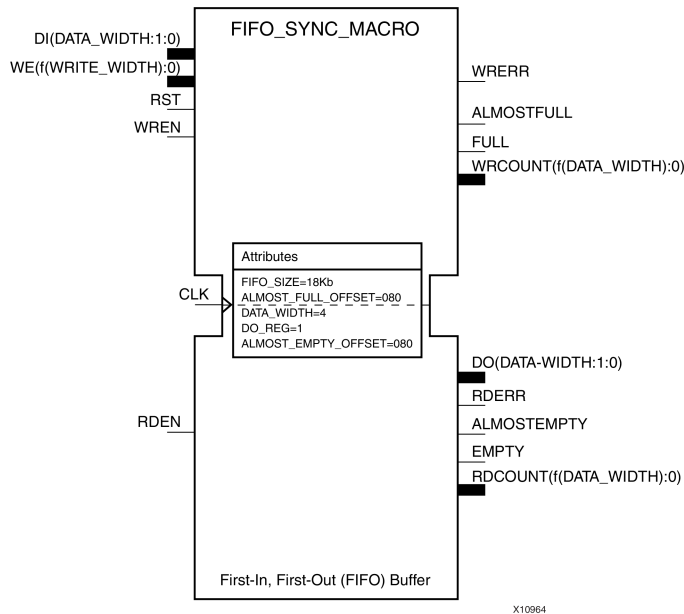 FIFO_SYNC_MACRO
DI(DATA_WIDTH:1:0)
WE(f(WRITE_WIDTH):0)
RST
WREN
WRERR
ALMOSTFULL
FULL
WRCOUNT(f(DATA_WIDTH):0)
Attributes
FIFO_SIZE=18Kb
ALMOST_FULL_OFFSET=080
DATA_WIDTH=4
DO_REG=1
ALMOST_EMPTY_OFFSET=080
CLK
RDEN
DO(DATA-WIDTH:1:0)
RDERR
ALMOSTEMPTY
EMPTY
RDCOUNT(f(DATA_WIDTH):0)
First-In, First-Out (FIFO) Buffer
X10964